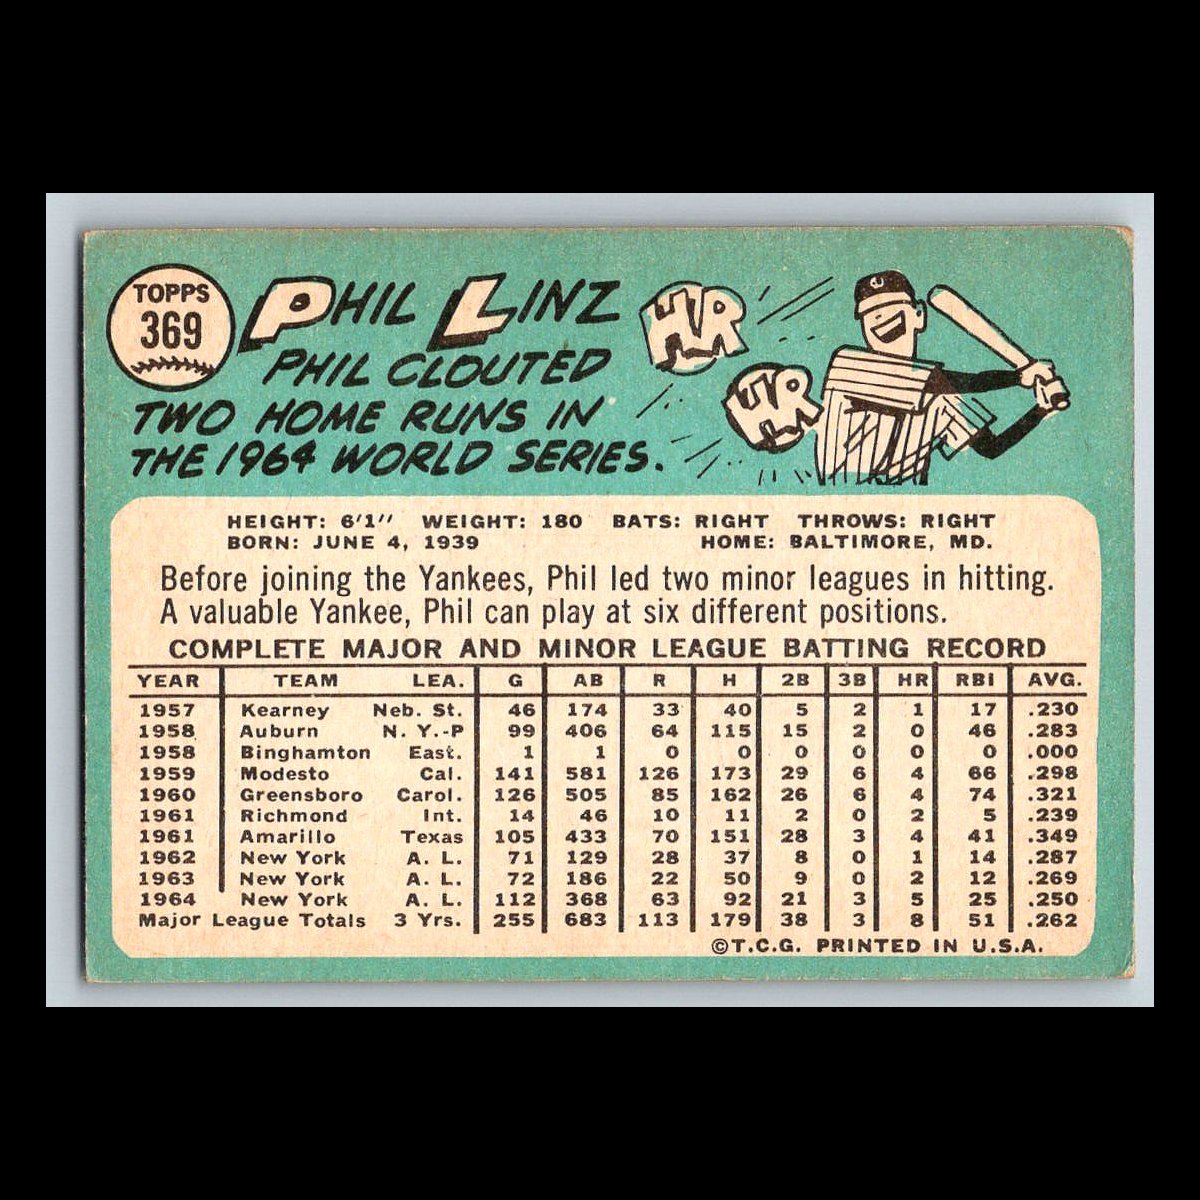 TOPPS
369
PHIL LINZ
PHIL CLOUTED
TWO HOME RUNS IN
THE 1964 WORLD SERIES.
HR
HR
HEIGHT: 6'1" WEIGHT: 180 BATS: RIGHT THROWS: RIGHT
BORN: JUNE 4, 1939 HOME: BALTIMORE, MD.
Before joining the Yankees, Phil led two minor leagues in hitting.
A valuable Yankee, Phil can play at six different positions.
COMPLETE MAJOR AND MINOR LEAGUE BATTING RECORD
YEAR TEAM LEA. G AB R H 2B 3B HR RBI AVG.
1957 Kearney Neb. St. 46 174 33 40 5 2 1 17 .230
1958 Auburn N. Y.-P 99 406 64 115 15 2 0 46 .283
1958 Binghamton East. 1 1 0 0 0 0 0 0 .000
1959 Modesto Cal. 141 581 126 173 29 6 4 66 .298
1960 Greensboro Carol. 126 505 85 162 26 6 4 74 .321
1961 Richmond Int. 14 46 10 11 2 0 2 5 .239
1961 Amarillo Texas 105 433 70 151 28 3 4 41 .349
1962 New York A. L. 71 129 28 37 8 0 1 14 .287
1963 New York A. L. 72 186 22 50 9 0 2 12 .269
1964 New York A. L. 112 368 63 92 21 3 5 25 .250
Major League Totals 3 Yrs. 255 683 113 179 38 3 8 51 .262
©T.C.G. PRINTED IN U.S.A.